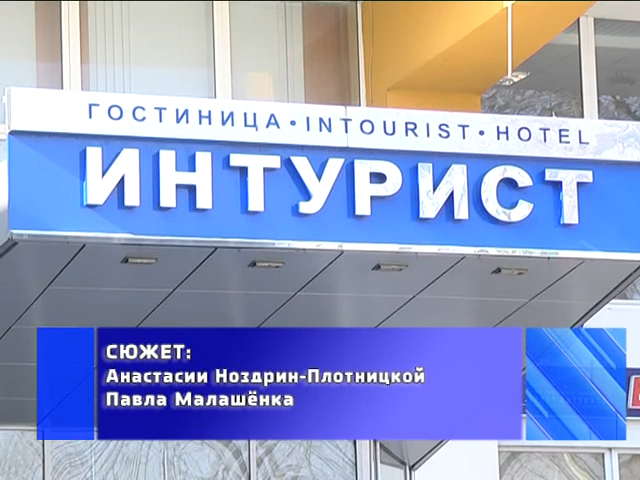 ГОСТИНИЦА • INTOURIST • HOTEL
ИНТУРИСТ
СЮЖЕТ:
Анастасии Ноздрин-Плотницкой
Павла Малашёнка